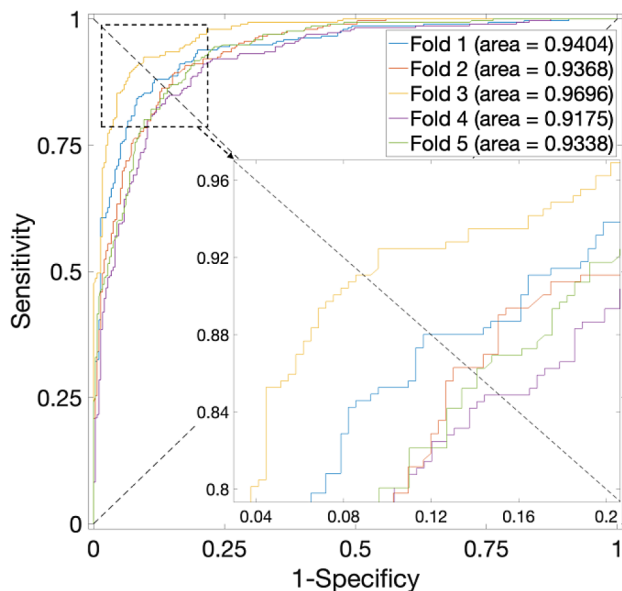 1
0.75
0.5
0.25
0
Sensitivity
Fold 1 (area = 0.9404)
Fold 2 (area = 0.9368)
Fold 3 (area = 0.9696)
Fold 4 (area = 0.9175)
Fold 5 (area = 0.9338)
0.96
0.92
0.88
0.84
0.8
0.04
0.08
0.12
0.16
0.2
0
0.25
0.5
0.75
1
1-Specificy